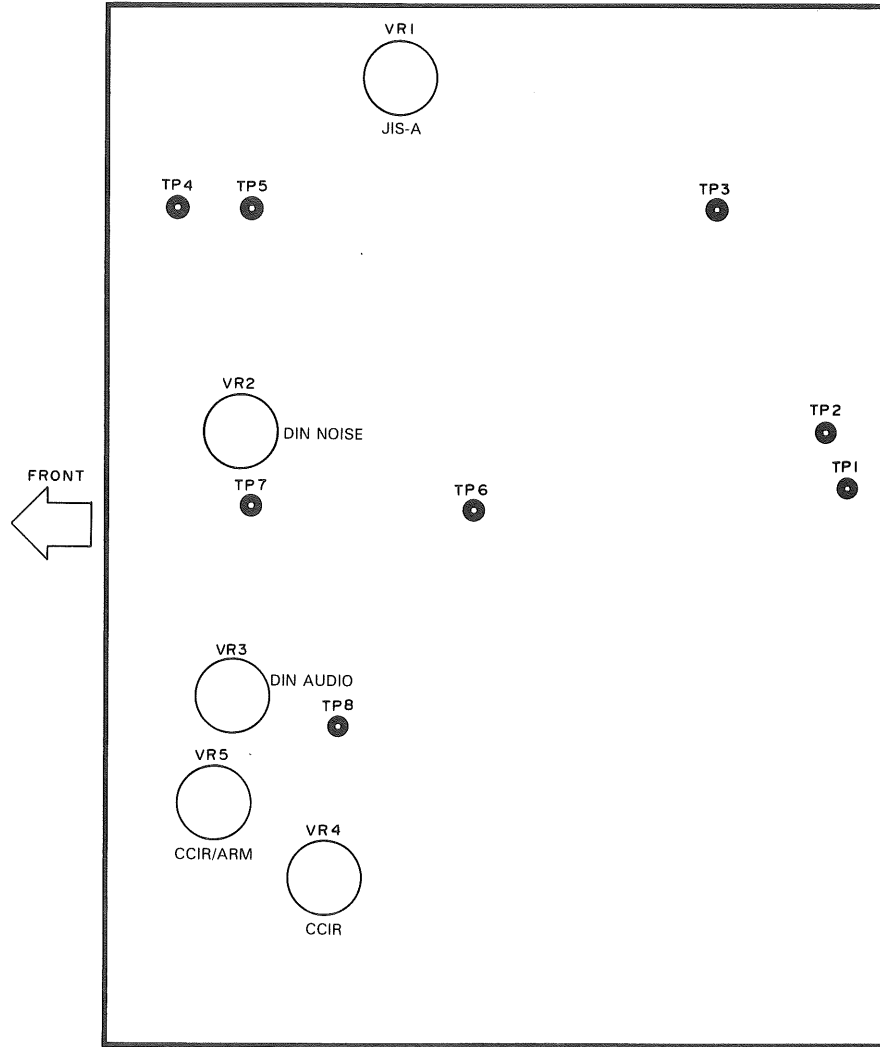 VR1
JIS-A
TP4
TP5
TP3
VR2
DIN NOISE
TP2
TP1
FRONT
TP7
TP6
VR3
DIN AUDIO
TP8
VR5
CCIR/ARM
VR4
CCIR